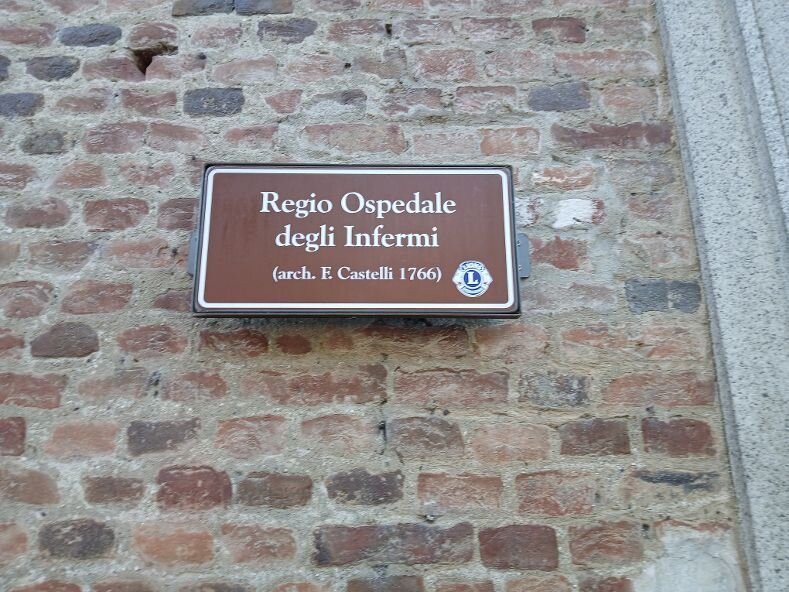 Regio Ospedale
degli Infermi
(arch. F. Castelli 1766)
L